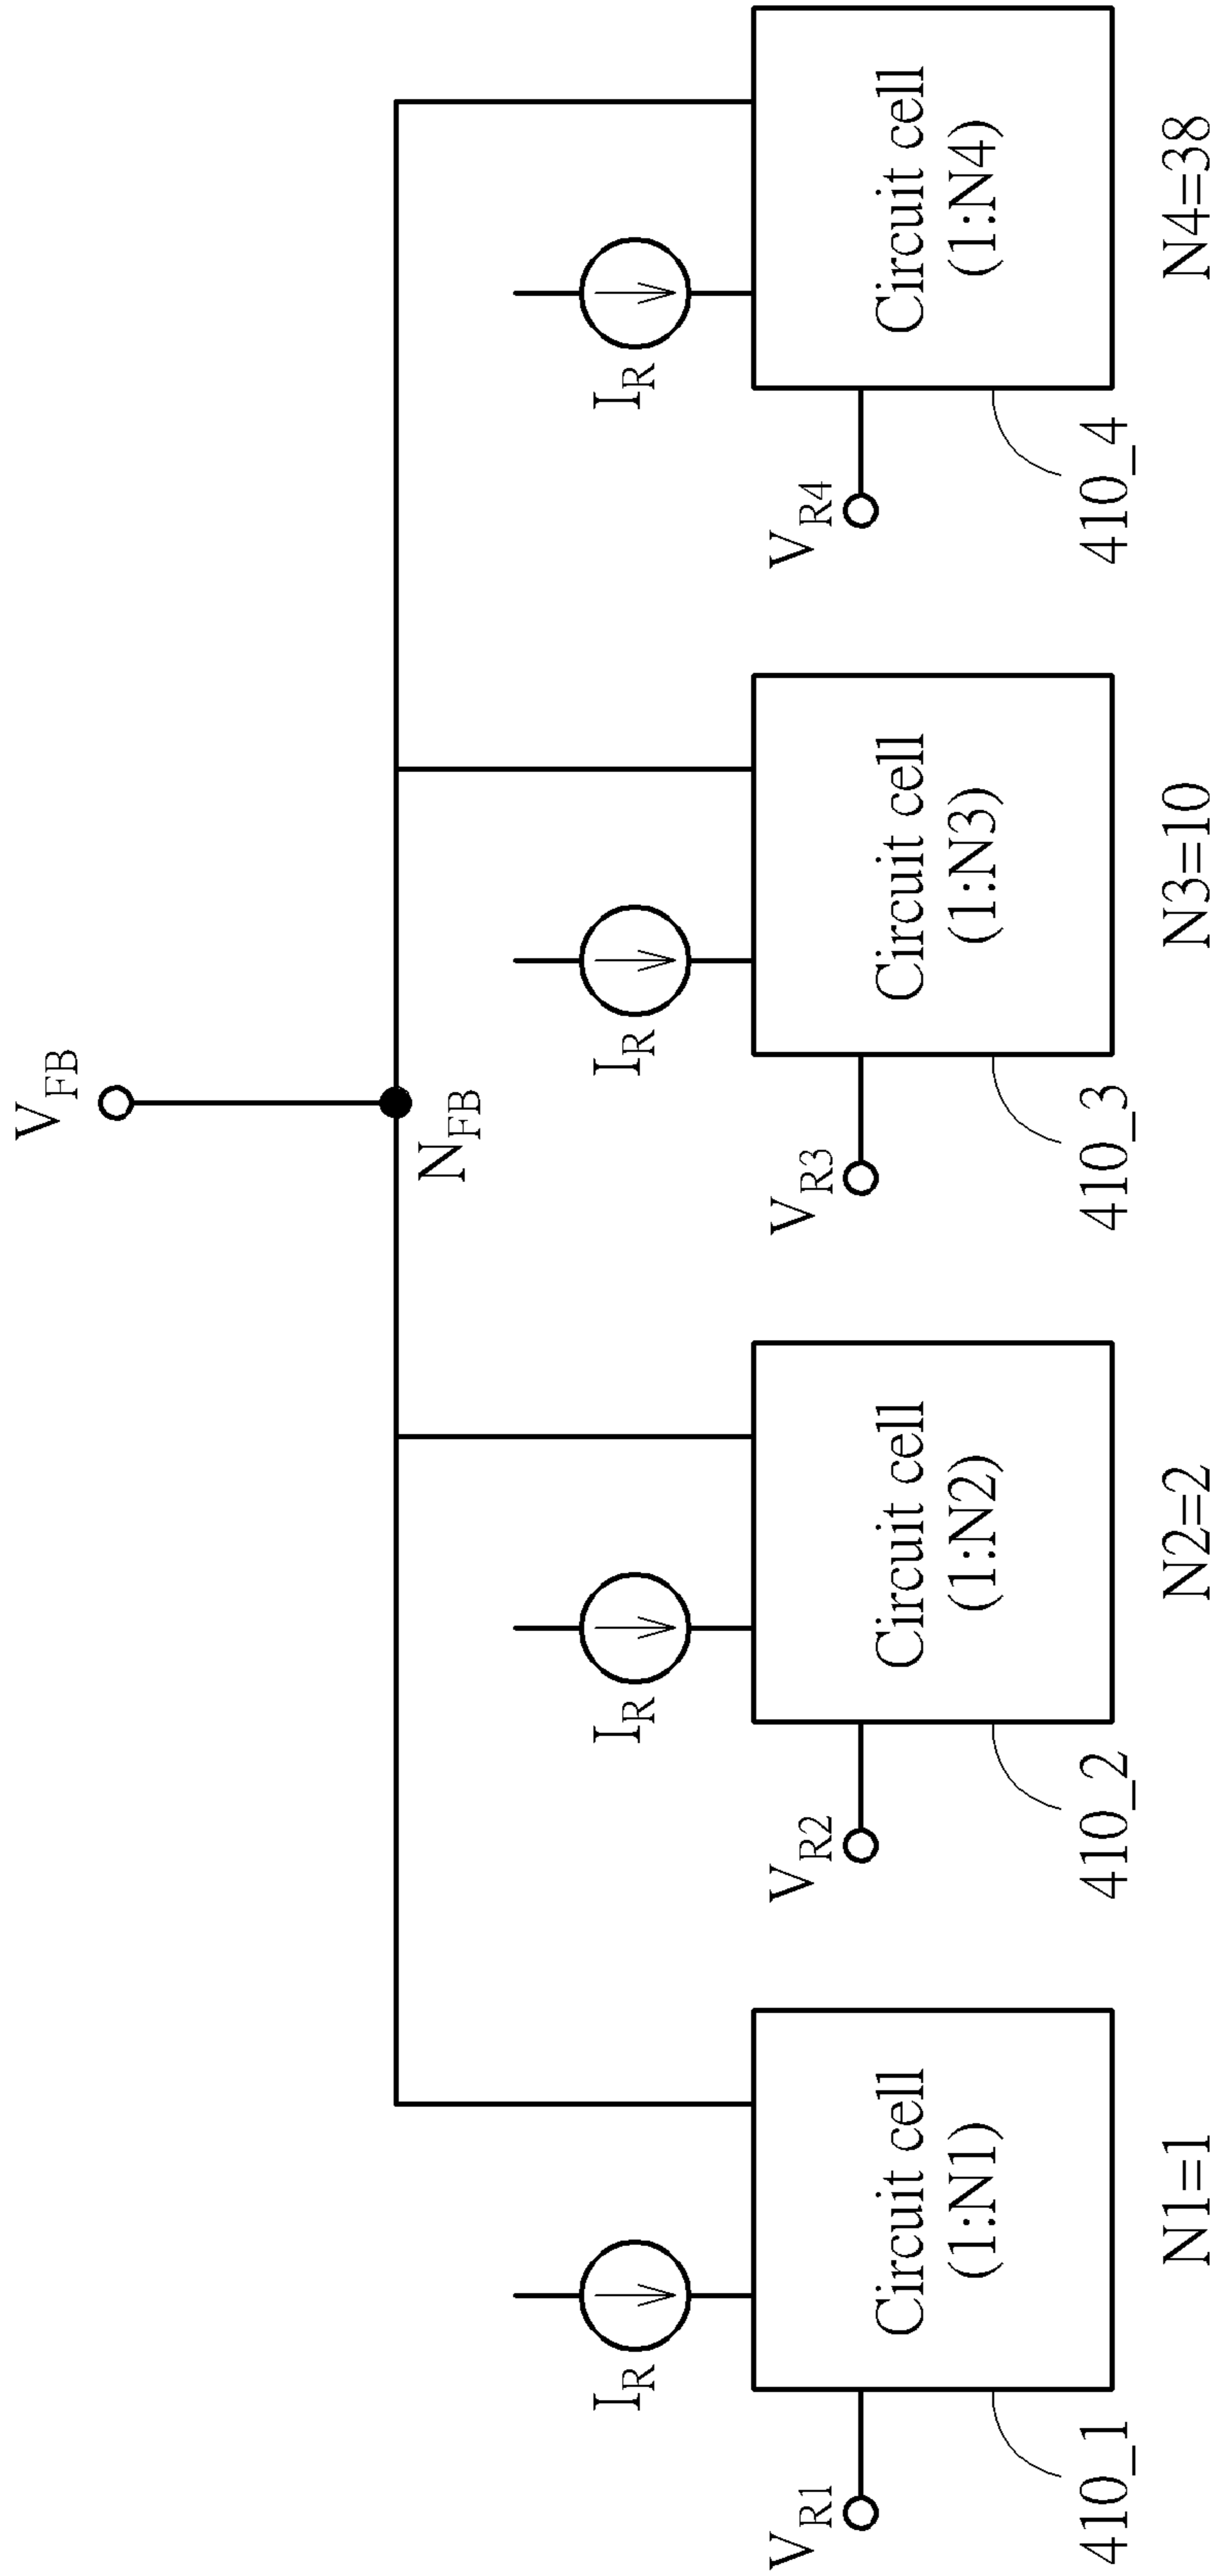 V_FB
N_FB
I_R
I_R
I_R
I_R
V_R1
V_R2
V_R3
V_R4
Circuit cell
(1:N1)
Circuit cell
(1:N2)
Circuit cell
(1:N3)
Circuit cell
(1:N4)
410_1
410_2
410_3
410_4
N1=1
N2=2
N3=10
N4=38